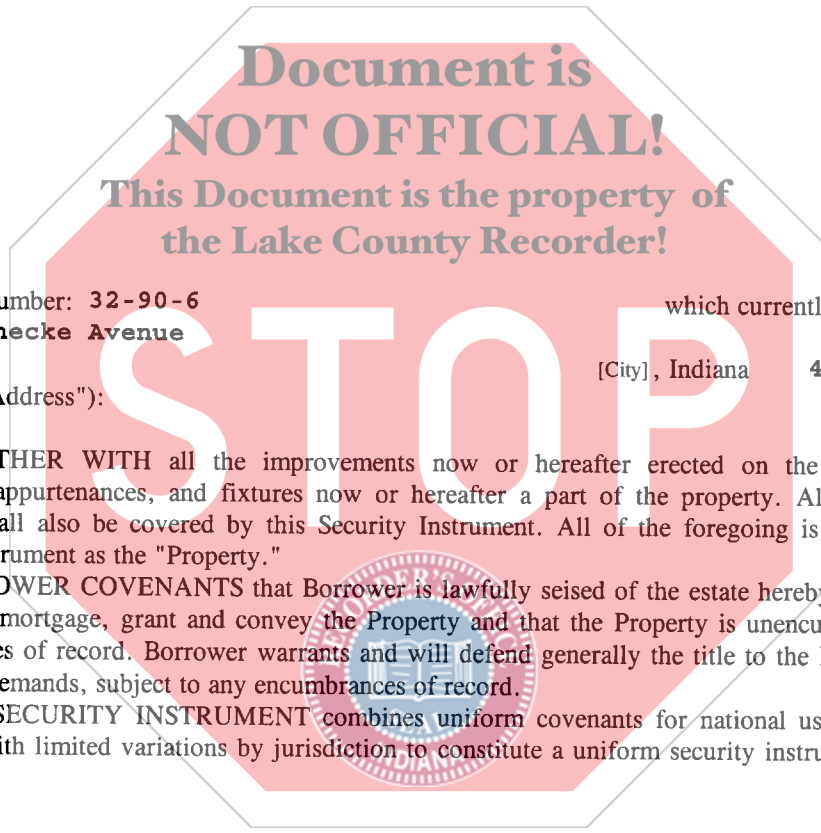 Document is
NOT OFFICIAL!
This Document is the property of
the Lake County Recorder!
umber: 32-90-6 which currentl
necke Avenue
[City], Indiana 4
Address"):
STOP
THER WITH all the improvements now or hereafter erected on the
appurtenances, and fixtures now or hereafter a part of the property. Al
all also be covered by this Security Instrument. All of the foregoing is
rument as the "Property."
OWER COVENANTS that Borrower is lawfully seised of the estate hereby
mortgage, grant and convey the Property and that the Property is unencu
es of record. Borrower warrants and will defend generally the title to the
emands, subject to any encumbrances of record.
SECURITY INSTRUMENT combines uniform covenants for national us
ith limited variations by jurisdiction to constitute a uniform security instru
RECORDER'S OFFICE
INDIANA